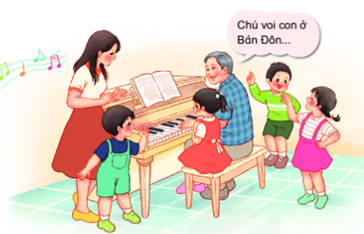 Chú voi con ở
Bản Đôn...